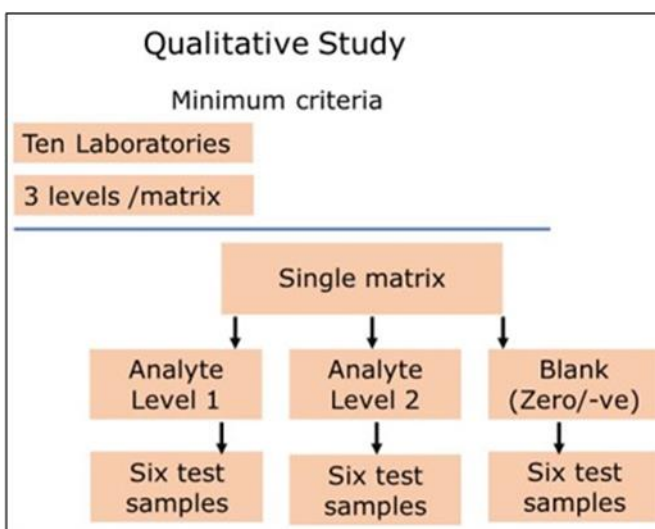 Qualitative Study
Minimum criteria
Ten Laboratories
3 levels /matrix
Single matrix
Analyte
Level 1
Analyte
Level 2
Blank
(Zero/-ve)
Six test
samples
Six test
samples
Six test
samples